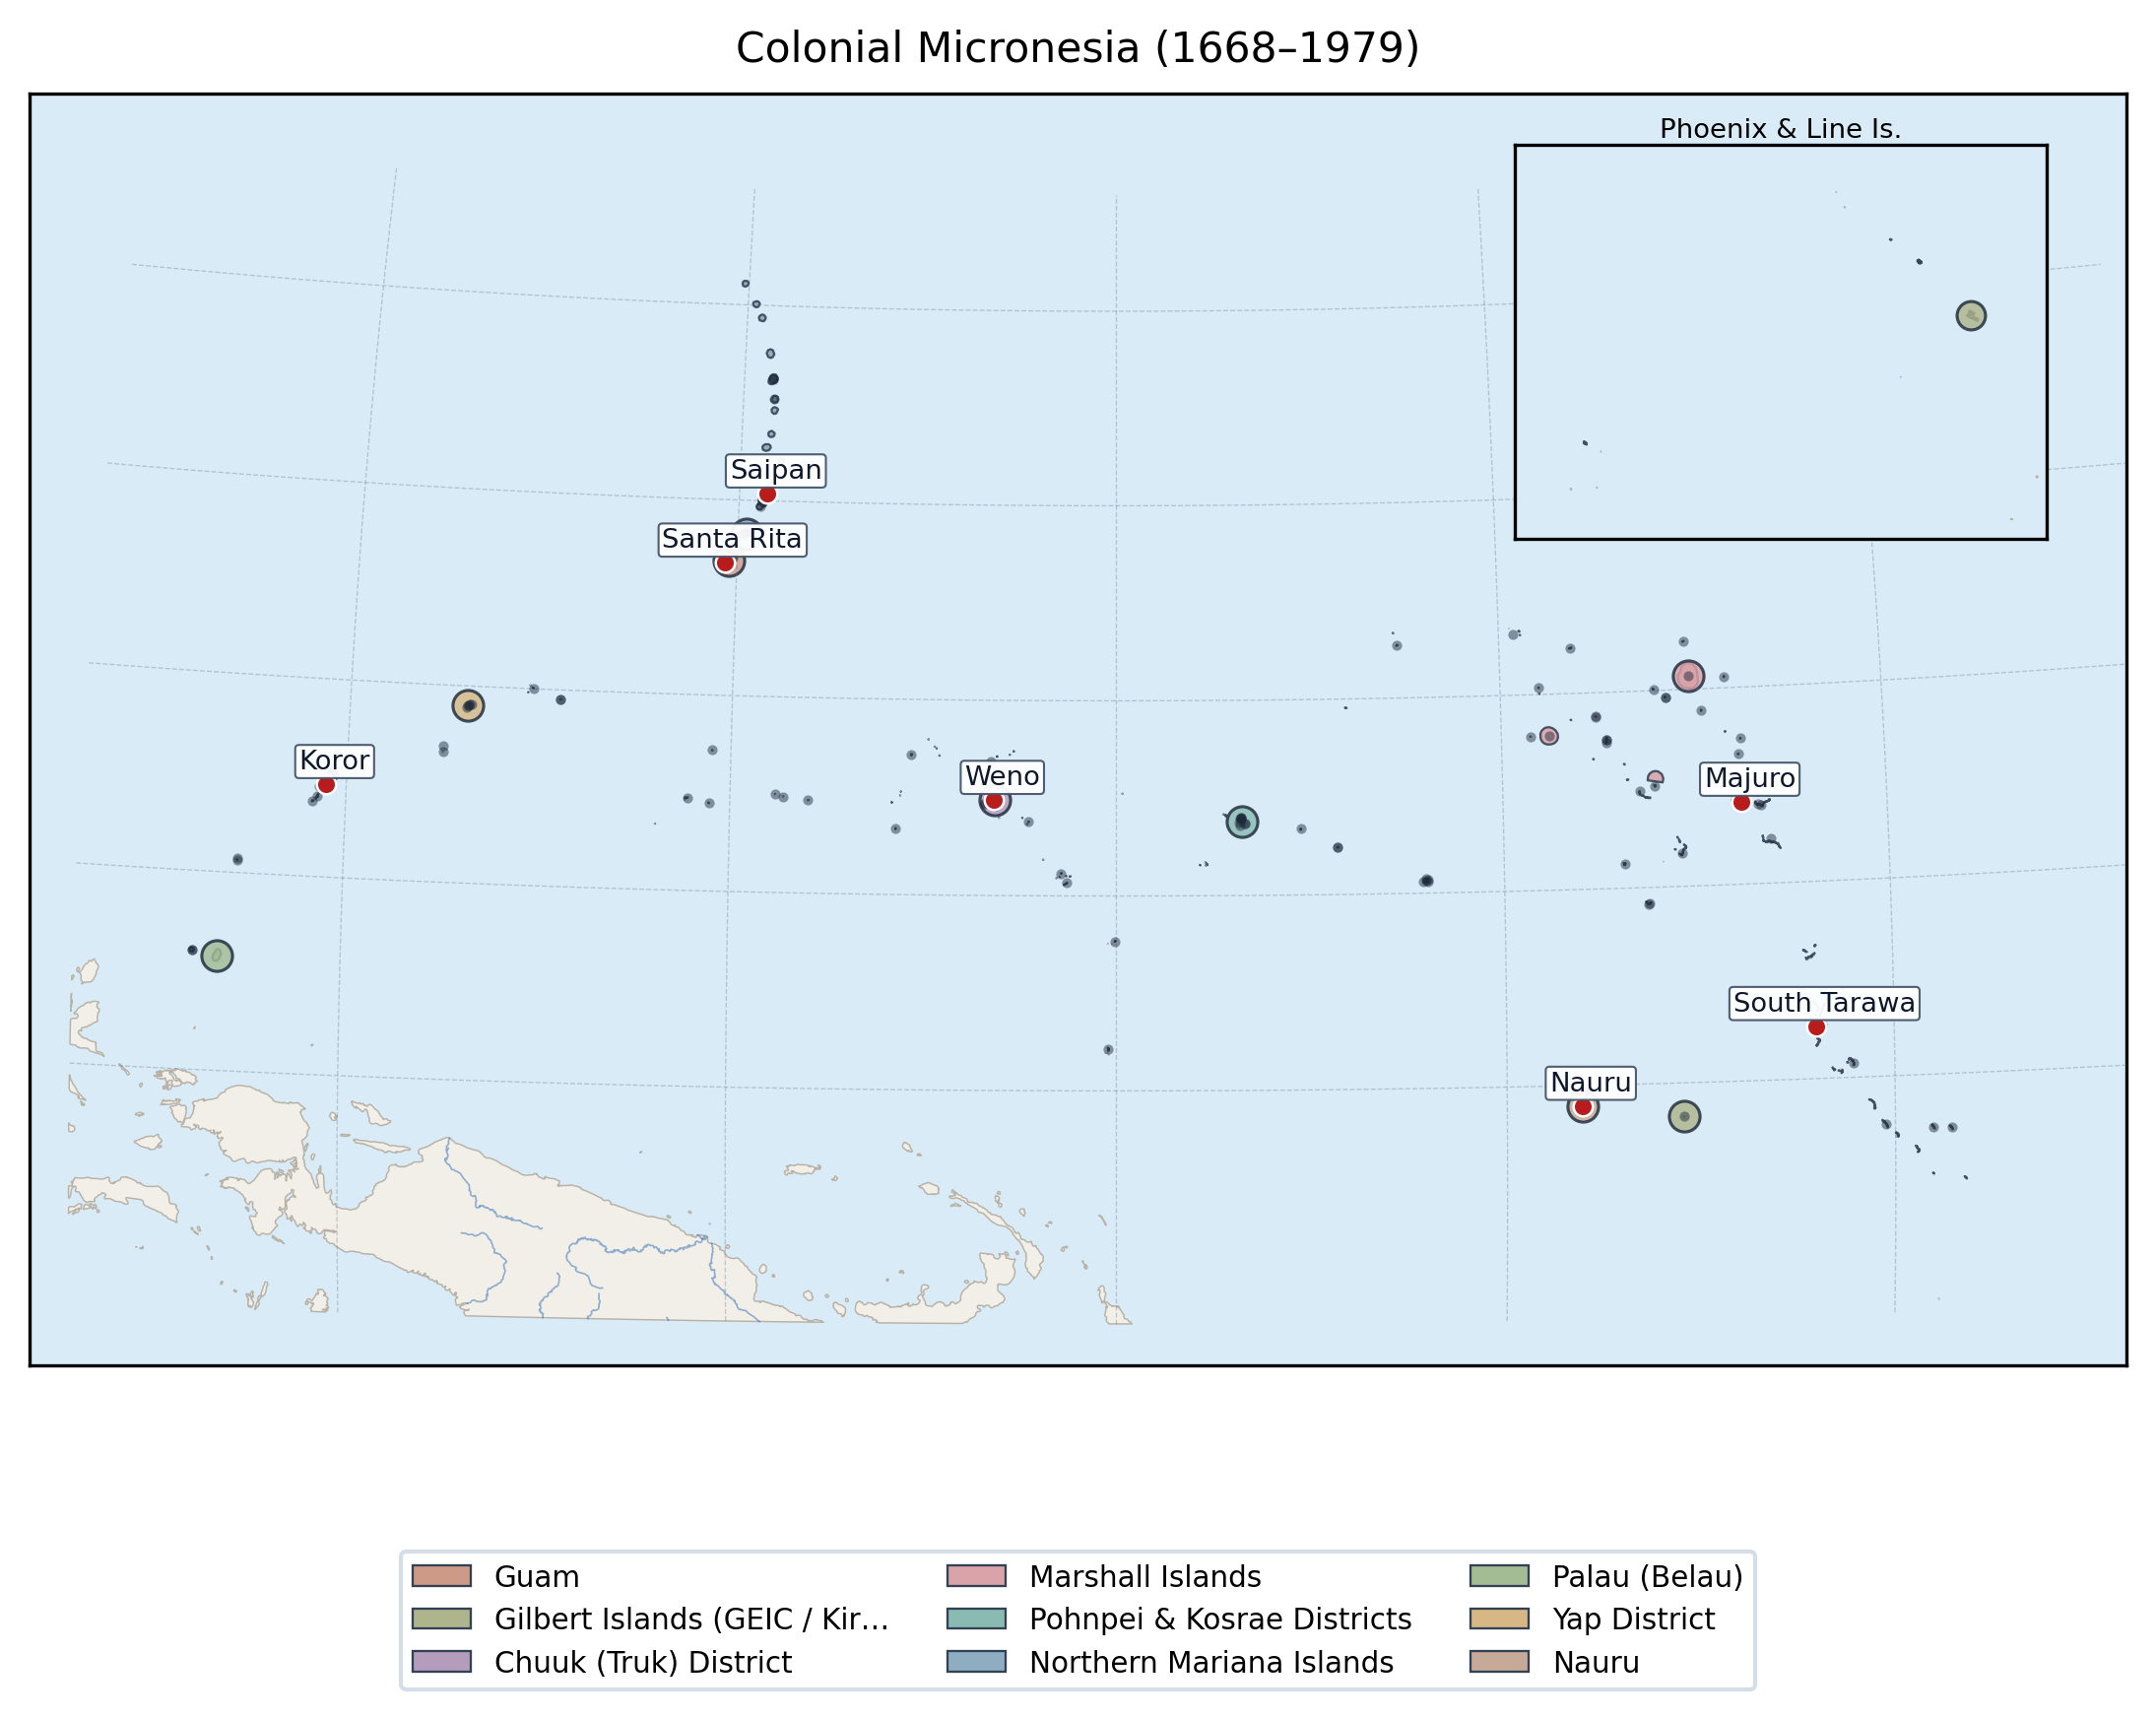 Colonial Micronesia (1668–1979)
Phoenix & Line Is.
Saipan
Santa Rita
Koror
Weno
Majuro
South Tarawa
Nauru
Guam
Gilbert Islands (GEIC / Kir...
Chuuk (Truk) District
Marshall Islands
Pohnpei & Kosrae Districts
Northern Mariana Islands
Palau (Belau)
Yap District
Nauru